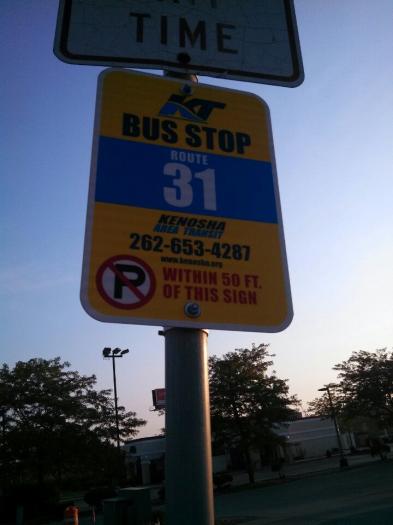 TIME
KT
BUS STOP
ROUTE
31
KENOSHA
AREA TRANSIT
262-653-4287
www.kenosha.org
P WITHIN 50 FT.
OF THIS SIGN